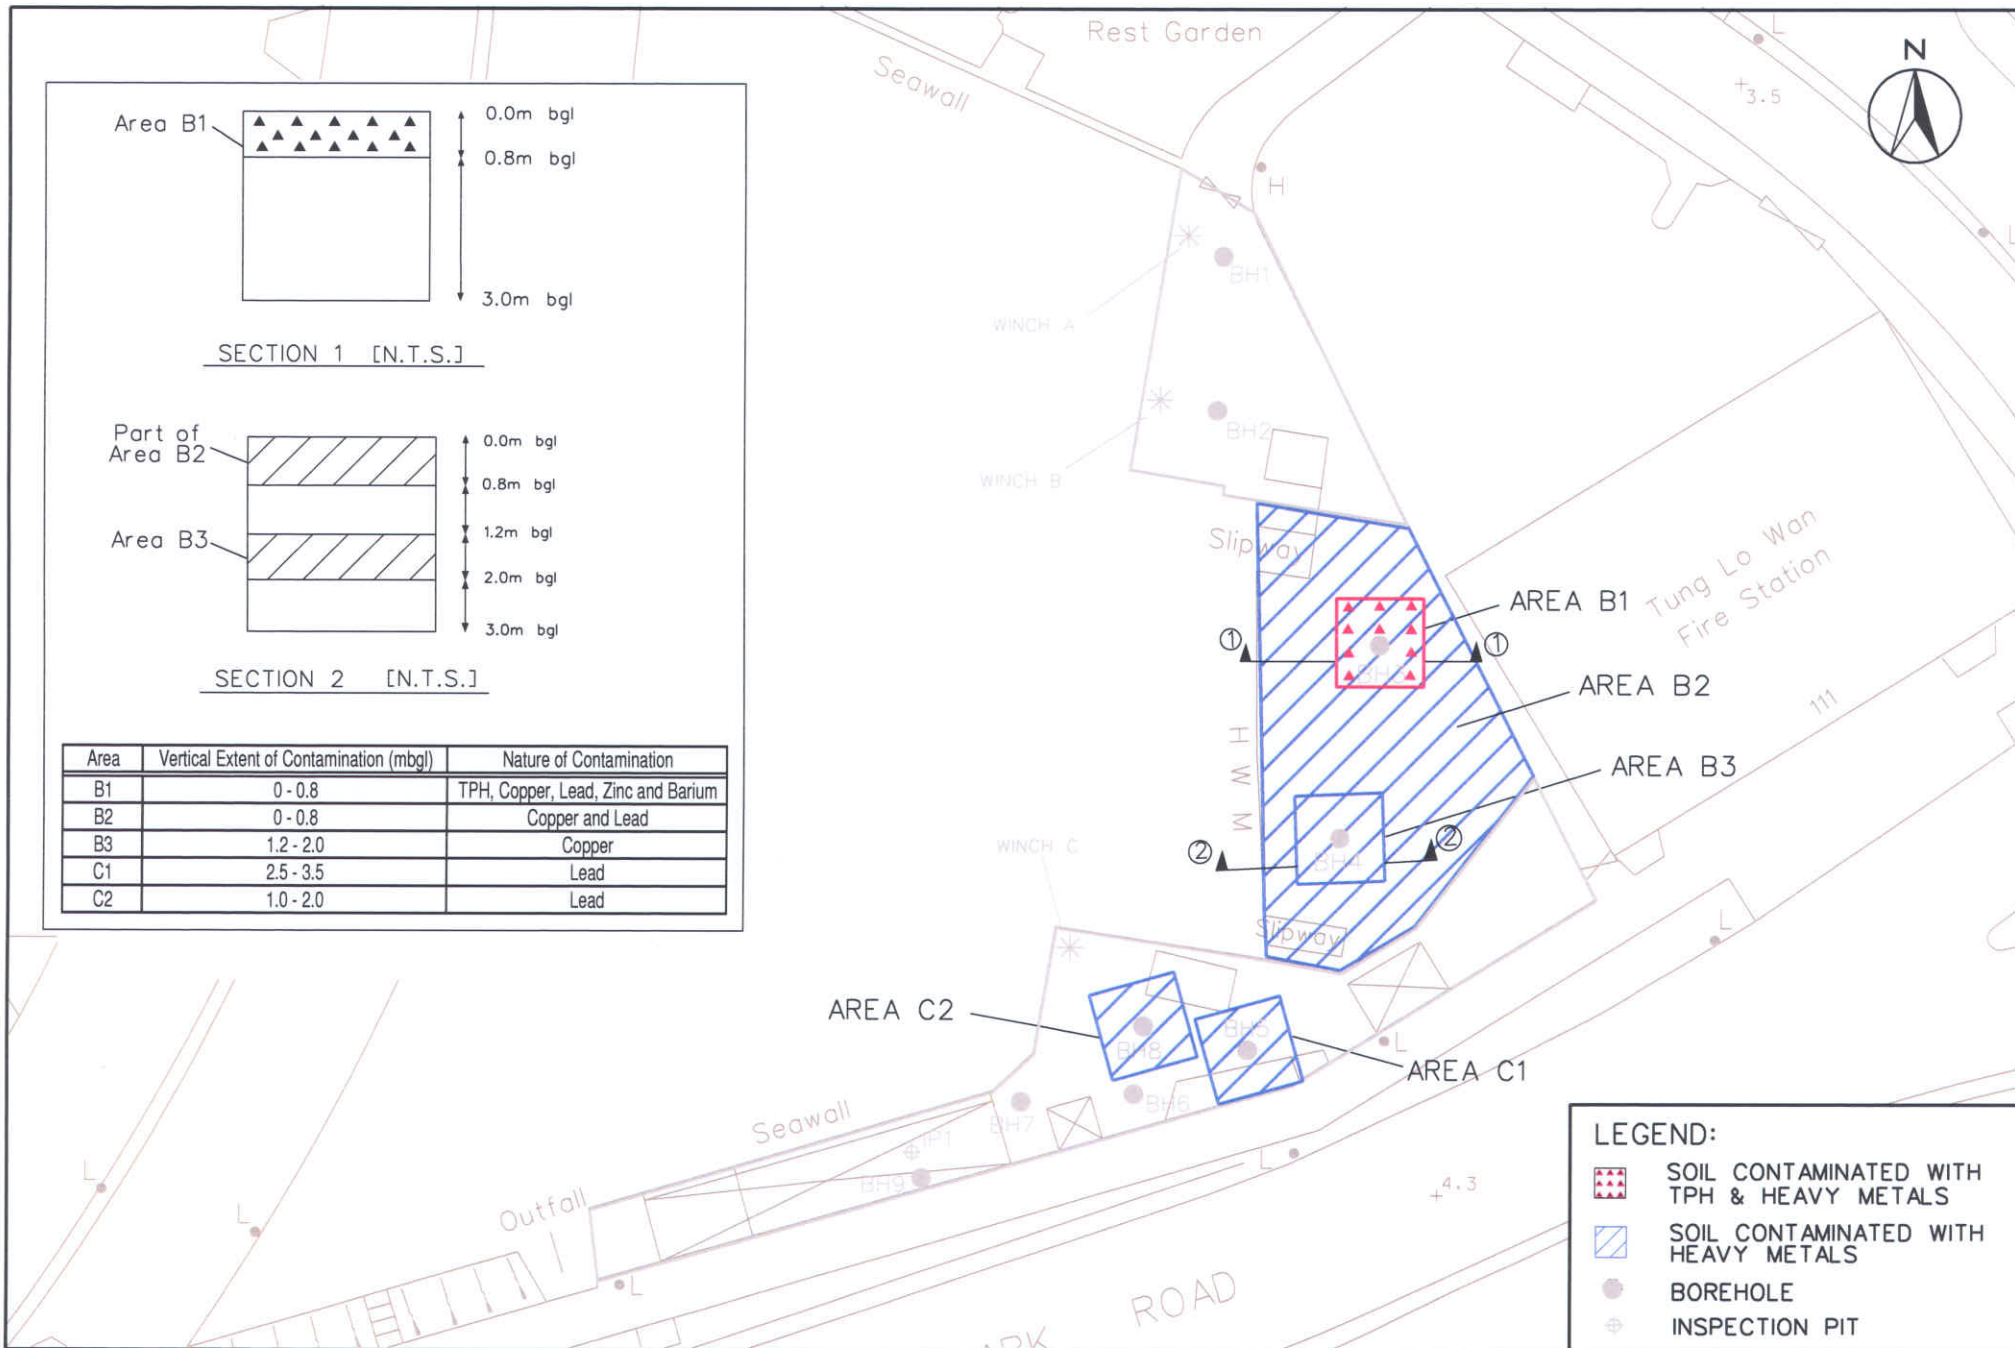 Area B1
0.0m bgl
0.8m bgl
3.0m bgl
SECTION 1 [N.T.S.]
Part of
Area B2
Area B3
0.0m bgl
0.8m bgl
1.2m bgl
2.0m bgl
3.0m bgl
SECTION 2 [N.T.S.]
Area Vertical Extent of Contamination (mbgl) Nature of Contamination
B1 0 - 0.8 TPH, Copper, Lead, Zinc and Barium
B2 0 - 0.8 Copper and Lead
B3 1.2 - 2.0 Copper
C1 2.5 - 3.5 Lead
C2 1.0 - 2.0 Lead
Rest Garden
Seawall
L
N
+3.5
H
L
BH1
WINCH A
BH2
WINCH B
Slipway
Tung Lo Wan
Fire Station
AREA B1
1
1
BH3
AREA B2
111
HWM
AREA B3
2
2
BH4
WINCH C
Slipway
L
AREA C2
BH8
BH5
L
AREA C1
BH6
BH7
Seawall
IP1
BH9
L
L
L
+4.3
Outfall
L
ROAD
LEGEND:
SOIL CONTAMINATED WITH
TPH & HEAVY METALS
SOIL CONTAMINATED WITH
HEAVY METALS
BOREHOLE
INSPECTION PIT